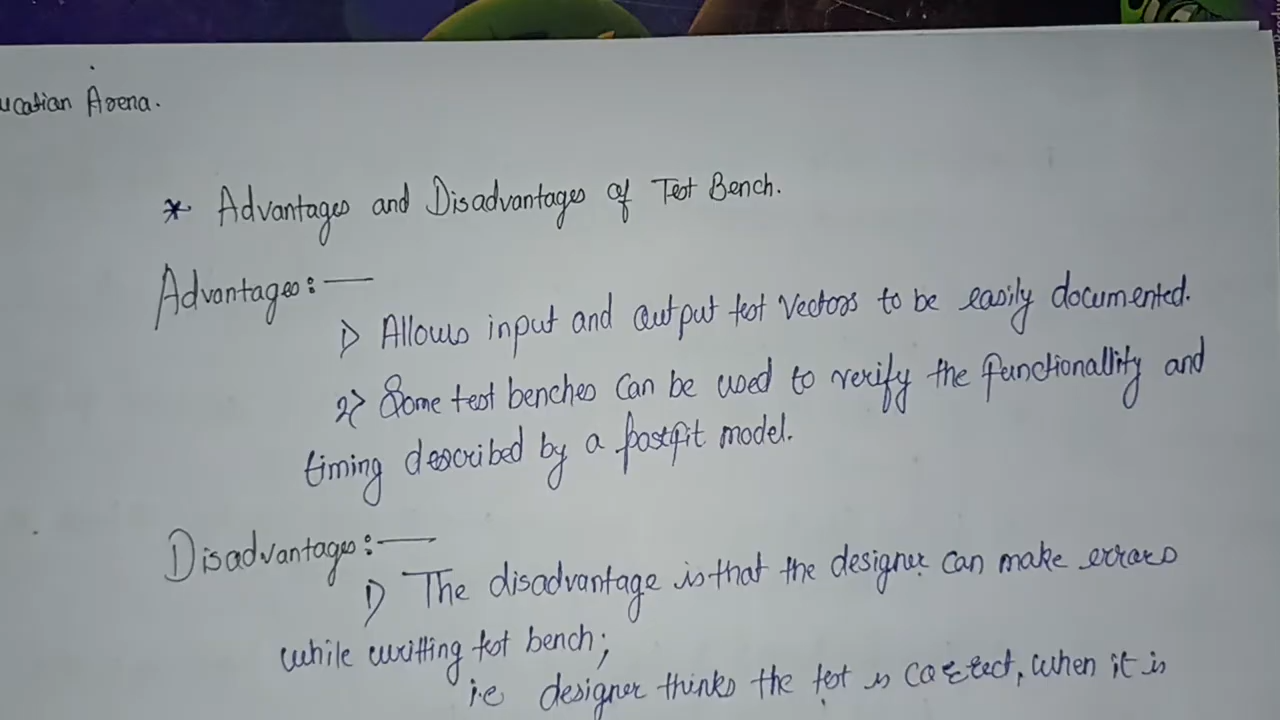 ucation Arena.
* Advantages and Disadvantages of Test Bench.
Advantages:—
1) Allows input and output test vectors to be easily documented.
2) Some test benches can be used to verify the functionallity and
timing described by a postfit model.
Disadvantages:—
1) The disadvantage is that the designer can make errors
while writting test bench;
i.e designer thinks the test is correct, when it is